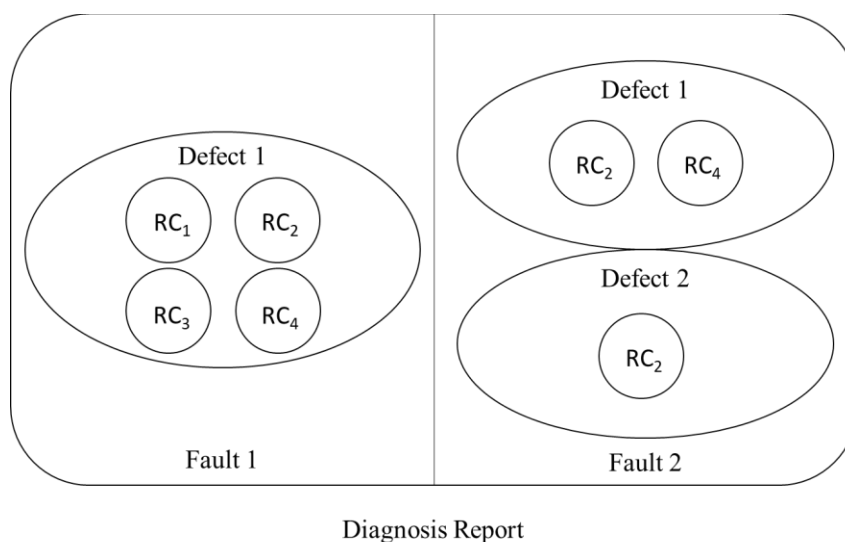 Defect 1
RC₁ RC₂
RC₃ RC₄
Fault 1
Defect 1
RC₂ RC₄
Defect 2
RC₂
Fault 2
Diagnosis Report